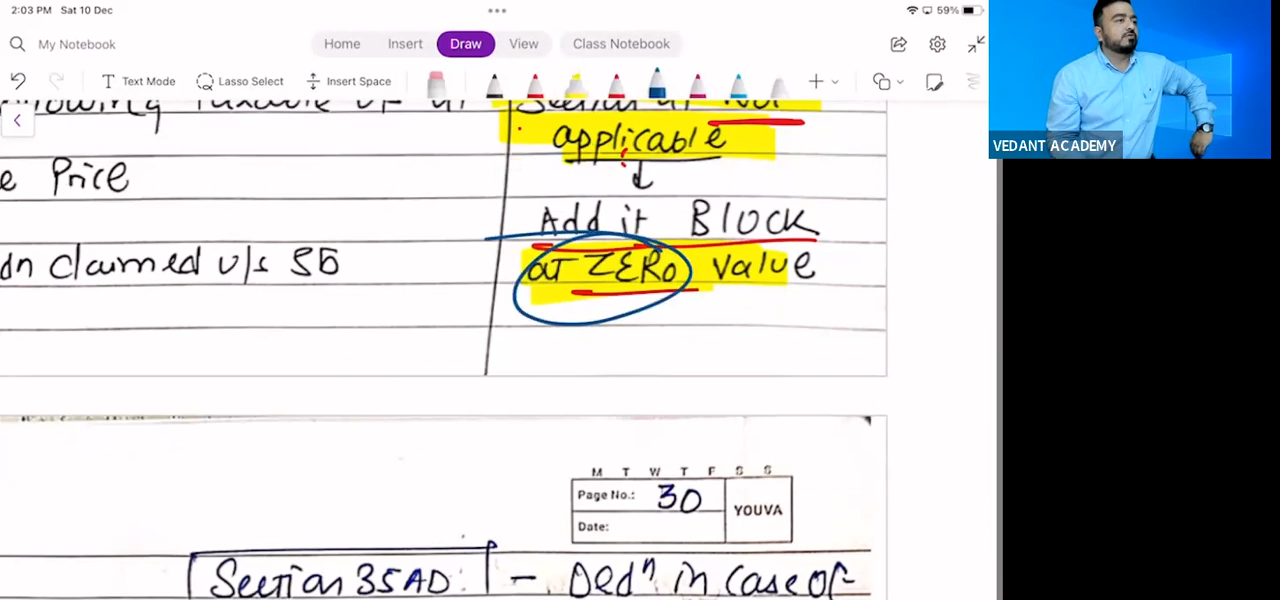 2:03 PM Sat 10 Dec
59%
My Notebook
Home Insert Draw View Class Notebook
Text Mode Lasso Select Insert Space
VEDANT ACADEMY
Not
applicable
e Price
Add it BLOCK
dn claimed u/s 35
at ZERO value
M T W T F S S
Page No.: 30
YOUVA
Date:
Section 35AD: – Dedn in case of